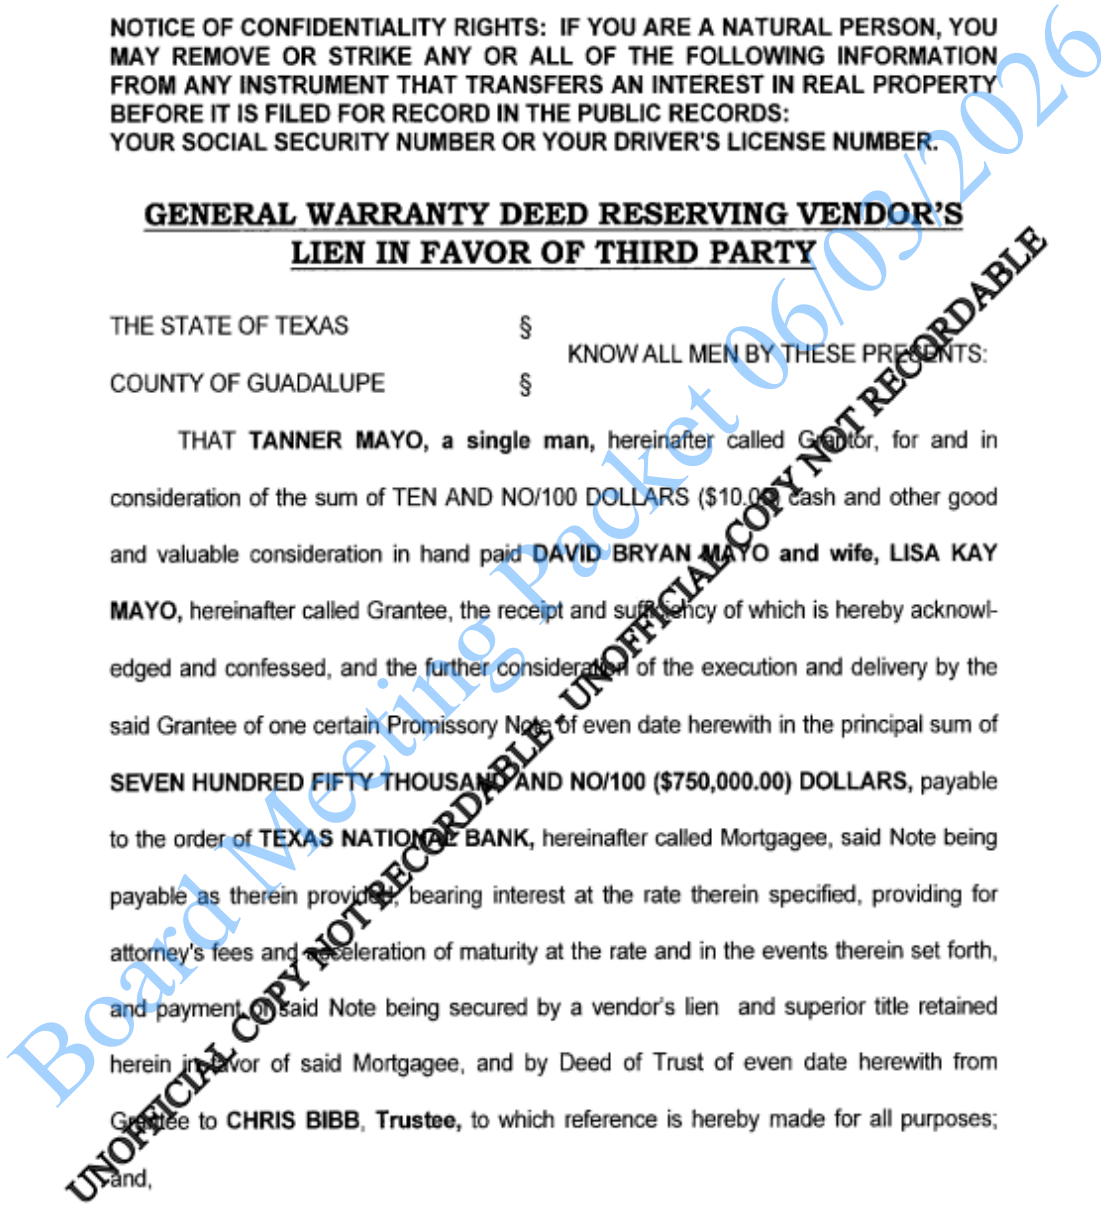 NOTICE OF CONFIDENTIALITY RIGHTS: IF YOU ARE A NATURAL PERSON, YOU
MAY REMOVE OR STRIKE ANY OR ALL OF THE FOLLOWING INFORMATION
FROM ANY INSTRUMENT THAT TRANSFERS AN INTEREST IN REAL PROPERTY
BEFORE IT IS FILED FOR RECORD IN THE PUBLIC RECORDS:
YOUR SOCIAL SECURITY NUMBER OR YOUR DRIVER'S LICENSE NUMBER.
GENERAL WARRANTY DEED RESERVING VENDOR'S
LIEN IN FAVOR OF THIRD PARTY
THE STATE OF TEXAS §
KNOW ALL MEN BY THESE PRESENTS:
COUNTY OF GUADALUPE §
THAT TANNER MAYO, a single man, hereinafter called Grantor, for and in
consideration of the sum of TEN AND NO/100 DOLLARS ($10.00) cash and other good
and valuable consideration in hand paid DAVID BRYAN MAYO and wife, LISA KAY
MAYO, hereinafter called Grantee, the receipt and sufficiency of which is hereby acknowl-
edged and confessed, and the further consideration of the execution and delivery by the
said Grantee of one certain Promissory Note of even date herewith in the principal sum of
SEVEN HUNDRED FIFTY THOUSAND AND NO/100 ($750,000.00) DOLLARS, payable
to the order of TEXAS NATIONAL BANK, hereinafter called Mortgagee, said Note being
payable as therein provided, bearing interest at the rate therein specified, providing for
attorney's fees and acceleration of maturity at the rate and in the events therein set forth,
and payment of said Note being secured by a vendor's lien and superior title retained
herein in favor of said Mortgagee, and by Deed of Trust of even date herewith from
Grantee to CHRIS BIBB, Trustee, to which reference is hereby made for all purposes;
and,
UNOFFICIAL COPY NOT RECORDABLE - UNOFFICIAL COPY NOT RECORDABLE
Board Meeting Packet 06/03/2026